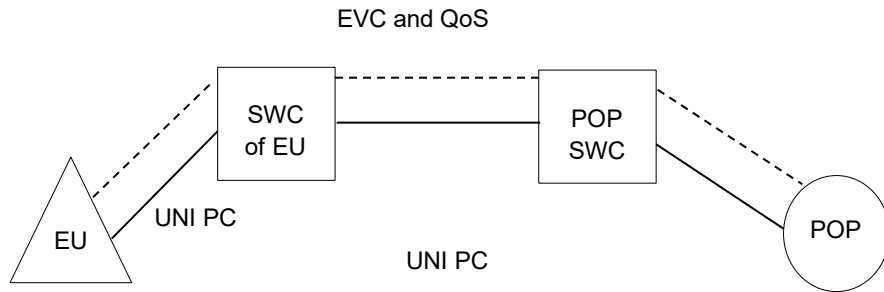 EVC and QoS
SWC
of EU
POP
SWC
UNI PC
EU
POP
UNI PC